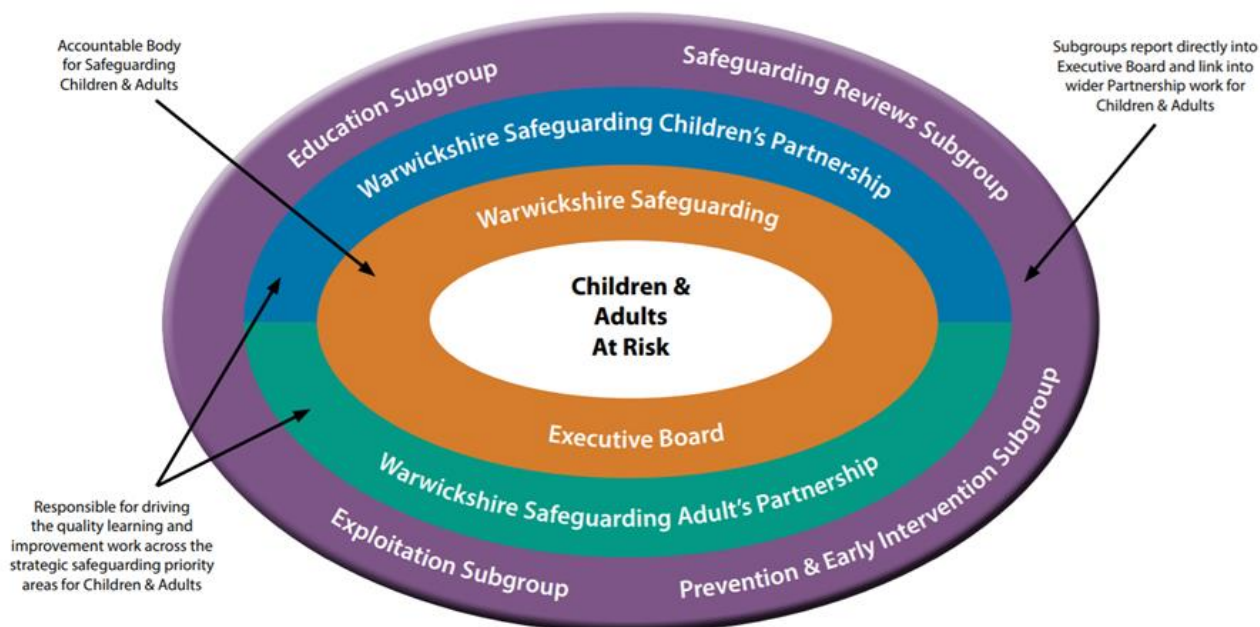 Accountable Body
for Safeguarding
Children & Adults
Subgroups report directly into
Executive Board and link into
wider Partnership work for
Children & Adults
Education Subgroup
Safeguarding Reviews Subgroup
Warwickshire Safeguarding Children's Partnership
Warwickshire Safeguarding
Children &
Adults
At Risk
Executive Board
Warwickshire Safeguarding Adult's Partnership
Exploitation Subgroup
Prevention & Early Intervention Subgroup
Responsible for driving
the quality learning and
improvement work across the
strategic safeguarding priority
areas for Children & Adults